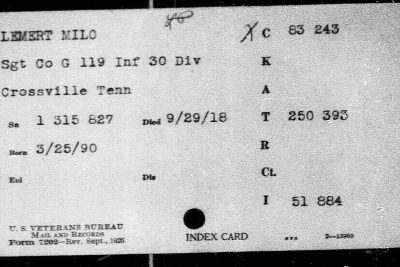 LEMERT MILO
X C 83 243
Sgt Co G 119 Inf 30 Div
K
Crossville Tenn
A
Sn 1 315 827 Died 9/29/18
T 250 393
Born 3/25/90
R
Enl Dis
Ct.
I 51 884
U. S. VETERANS BUREAU
MAIL AND RECORDS
Form 7202—Rev. Sept., 1926
INDEX CARD